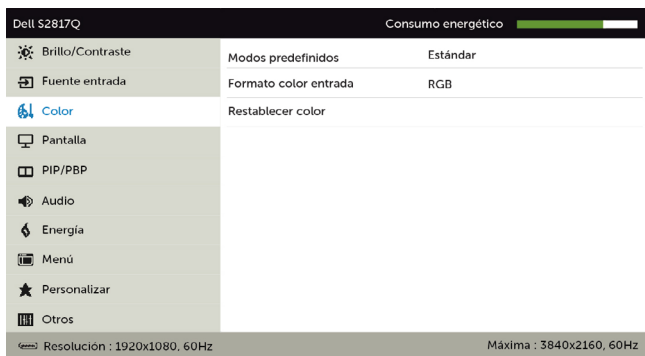 Dell S2817Q Consumo energético
Brillo/Contraste
Modos predefinidos Estándar
Fuente entrada
Formato color entrada RGB
Color
Restablecer color
Pantalla
PIP/PBP
Audio
Energía
Menú
Personalizar
Otros
Resolución : 1920x1080, 60Hz Máxima : 3840x2160, 60Hz